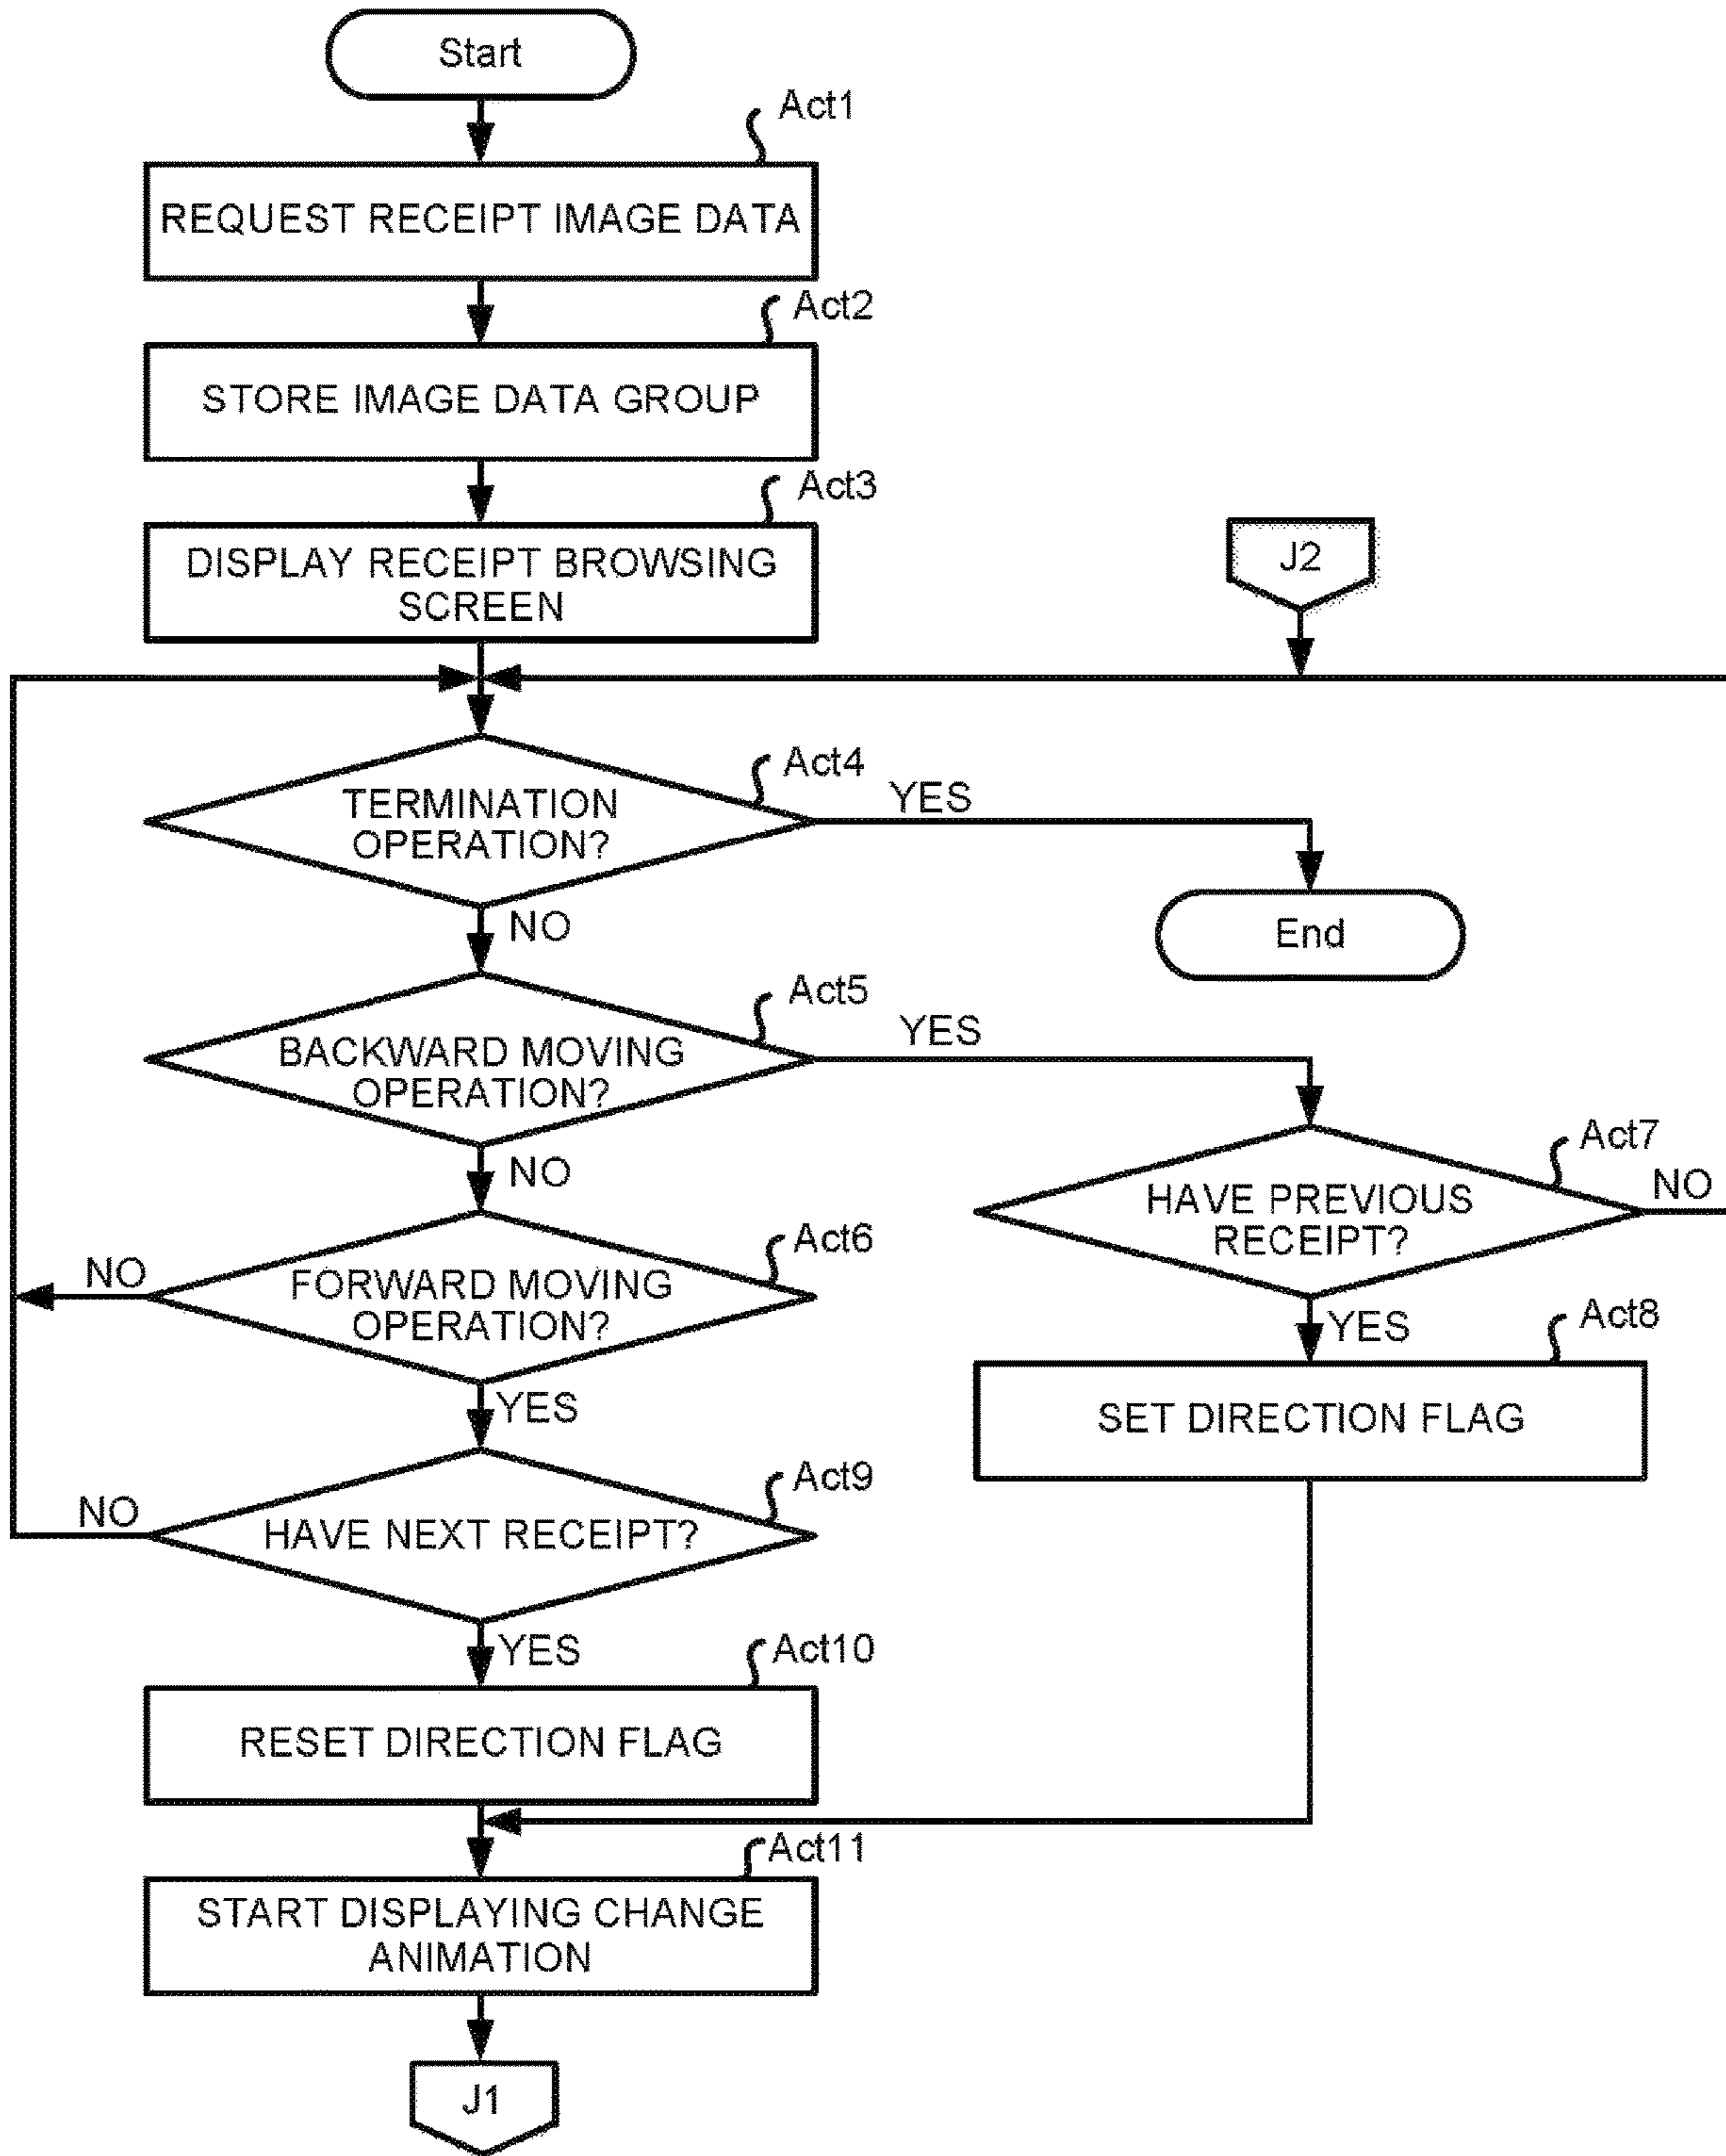 Start
Act1
REQUEST RECEIPT IMAGE DATA
Act2
STORE IMAGE DATA GROUP
Act3
DISPLAY RECEIPT BROWSING
SCREEN
J2
Act4
TERMINATION
OPERATION?
YES
NO
End
Act5
BACKWARD MOVING
OPERATION?
YES
NO
Act7
HAVE PREVIOUS
RECEIPT?
NO
YES
Act6
FORWARD MOVING
OPERATION?
NO
YES
Act8
SET DIRECTION FLAG
Act9
HAVE NEXT RECEIPT?
NO
YES
Act10
RESET DIRECTION FLAG
Act11
START DISPLAYING CHANGE
ANIMATION
J1